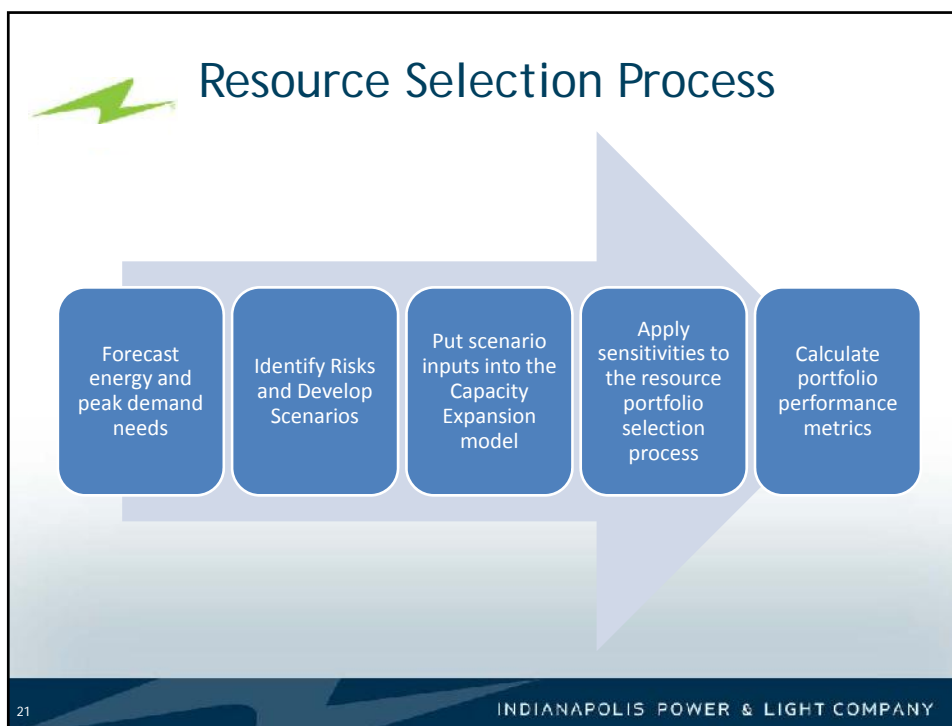 Resource Selection Process
Forecast
energy and
peak demand
needs
Identify Risks
and Develop
Scenarios
Put scenario
inputs into the
Capacity
Expansion
model
Apply
sensitivities to
the resource
portfolio
selection
process
Calculate
portfolio
performance
metrics
21
INDIANAPOLIS POWER & LIGHT COMPANY